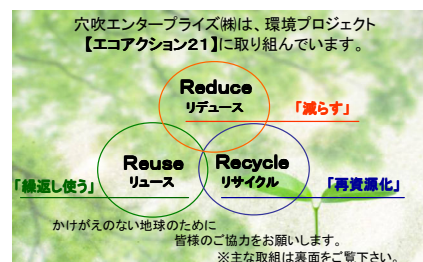 穴吹エンタープライズ㈱は、環境プロジェクト
【エコアクション２１】に取り組んでいます。
Reduce
リデュース
「減らす」
Reuse
リユース
「繰返し使う」
Recycle
リサイクル
「再資源化」
かけがえのない地球のために
皆様のご協力をお願いします。
※主な取組は裏面をご覧下さい。